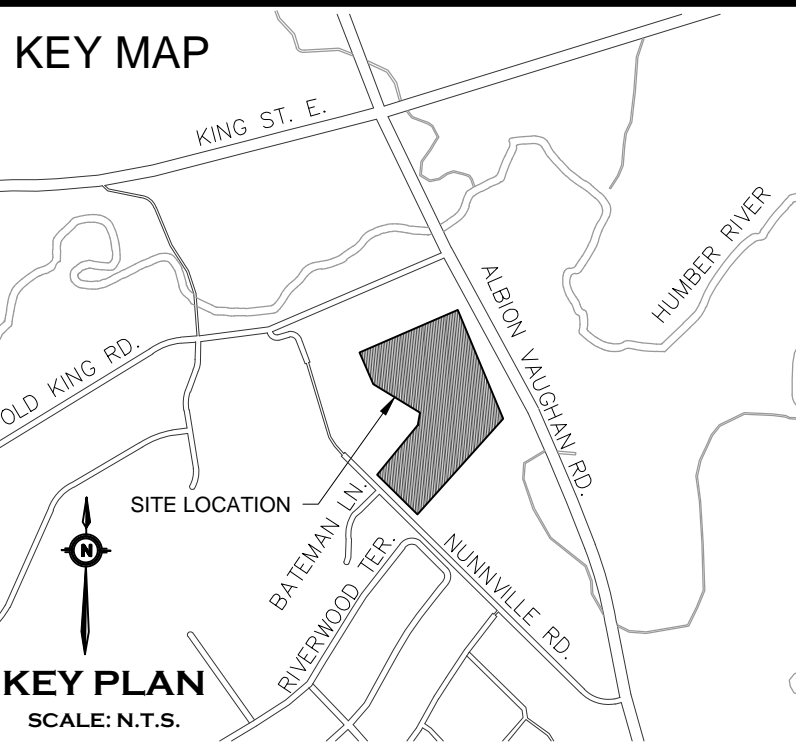 KEY MAP
KING ST. E.
HUMBER RIVER
ALBION VAUGHAN RD.
OLD KING RD.
SITE LOCATION
BATEMAN LN.
RIVERWOOD TER.
NUNNVILLE RD.
N
KEY PLAN
SCALE: N.T.S.